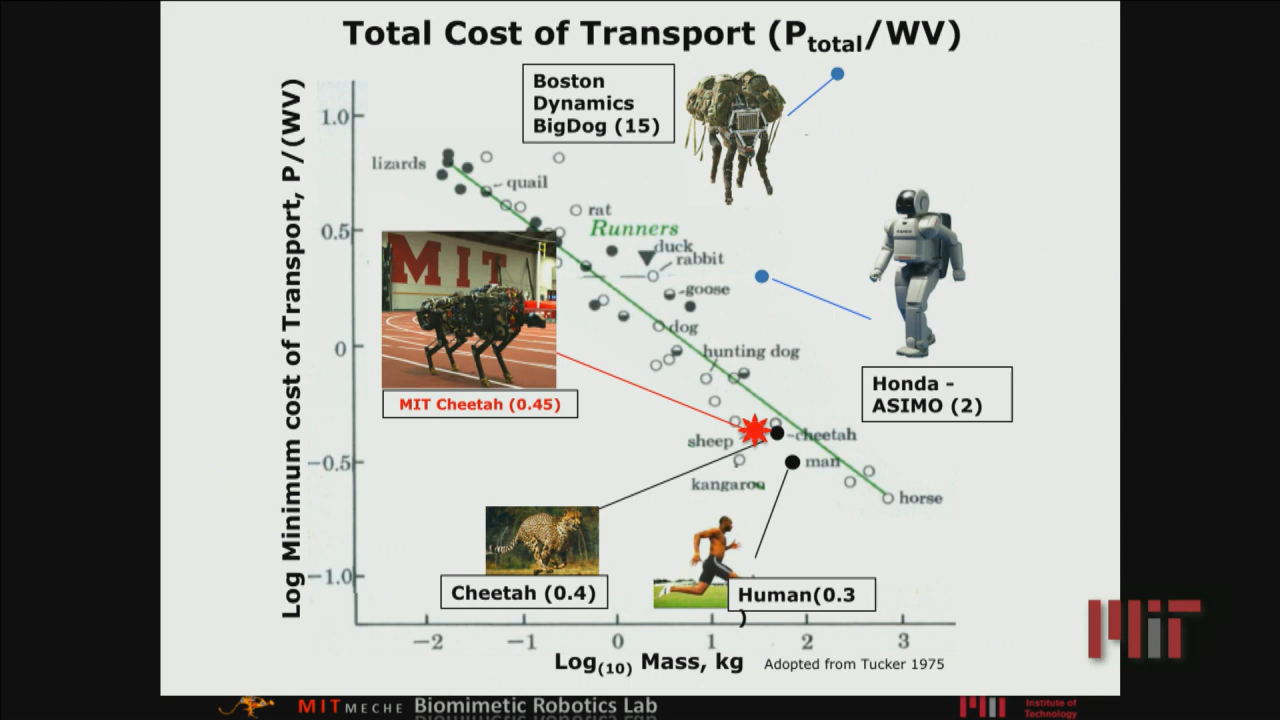 Total Cost of Transport (Ptotal/WV)
Boston
Dynamics
BigDog (15)
Log Minimum cost of Transport, P/(WV)
1.0
0.5
0
−0.5
−1.0
lizards
quail
rat
Runners
duck
rabbit
goose
dog
hunting dog
MIT
MIT Cheetah (0.45)
Honda -
ASIMO (2)
sheep
cheetah
man
kangaroo
horse
Cheetah (0.4)
Human(0.3
)
−2
−1
0
1
2
3
Log(10) Mass, kg
Adopted from Tucker 1975
MIT
MIT MECHE Biomimetic Robotics Lab
Institute of
Technology